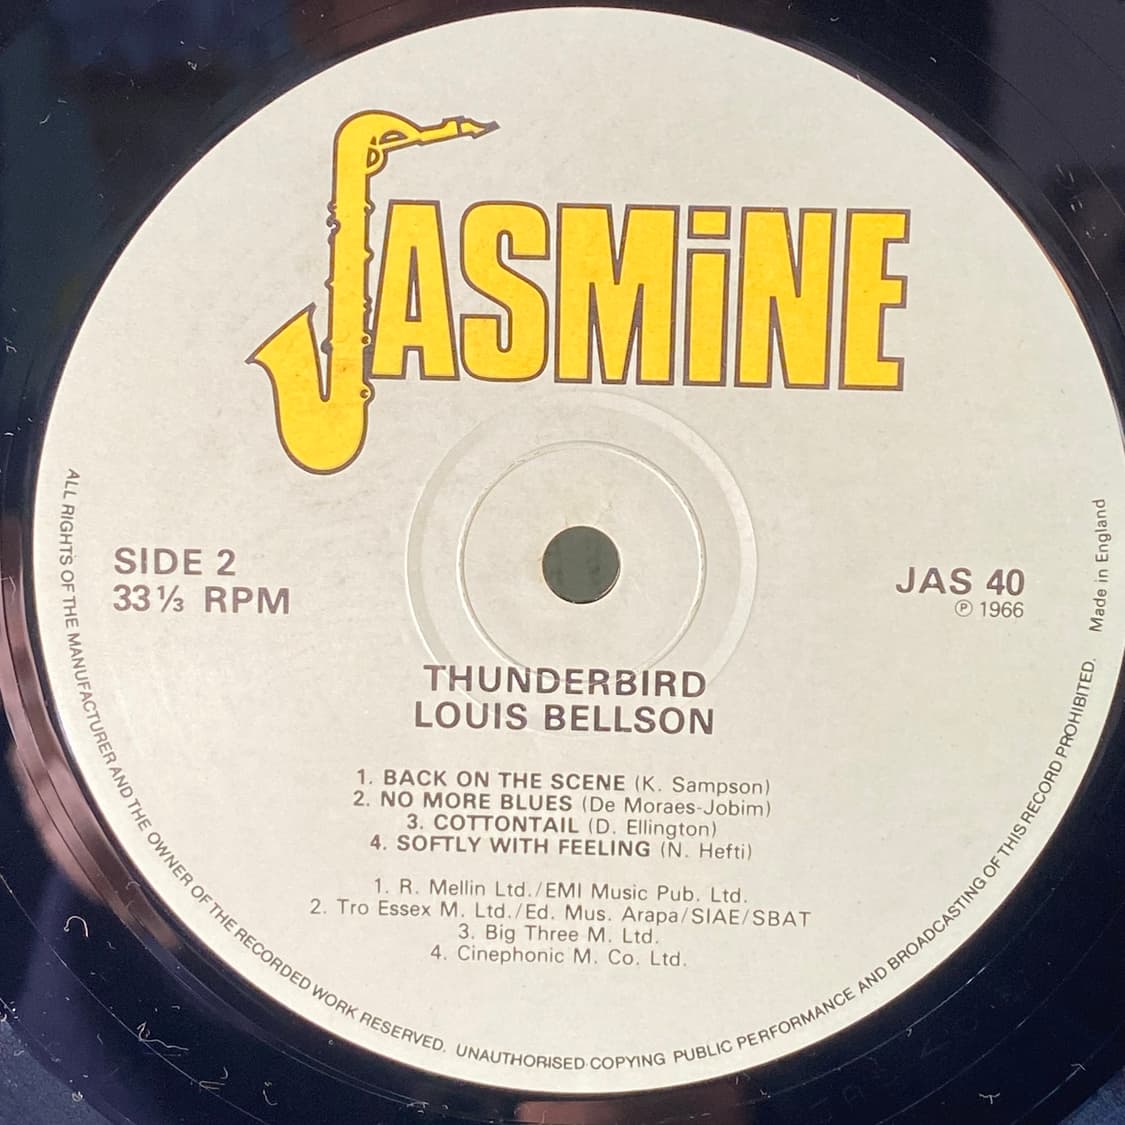 JASMiNE
SIDE 2
33⅓ RPM
JAS 40
℗ 1966
Made in England
THUNDERBIRD
LOUIS BELLSON
1. BACK ON THE SCENE (K. Sampson)
2. NO MORE BLUES (De Moraes-Jobim)
3. COTTONTAIL (D. Ellington)
4. SOFTLY WITH FEELING (N. Hefti)
1. R. Mellin Ltd./EMI Music Pub. Ltd.
2. Tro Essex M. Ltd./Ed. Mus. Arapa/SIAE/SBAT
3. Big Three M. Ltd.
4. Cinephonic M. Co. Ltd.
ALL RIGHTS OF THE MANUFACTURER AND THE OWNER OF THE RECORDED WORK RESERVED. UNAUTHORISED COPYING PUBLIC PERFORMANCE AND BROADCASTING OF THIS RECORD PROHIBITED.